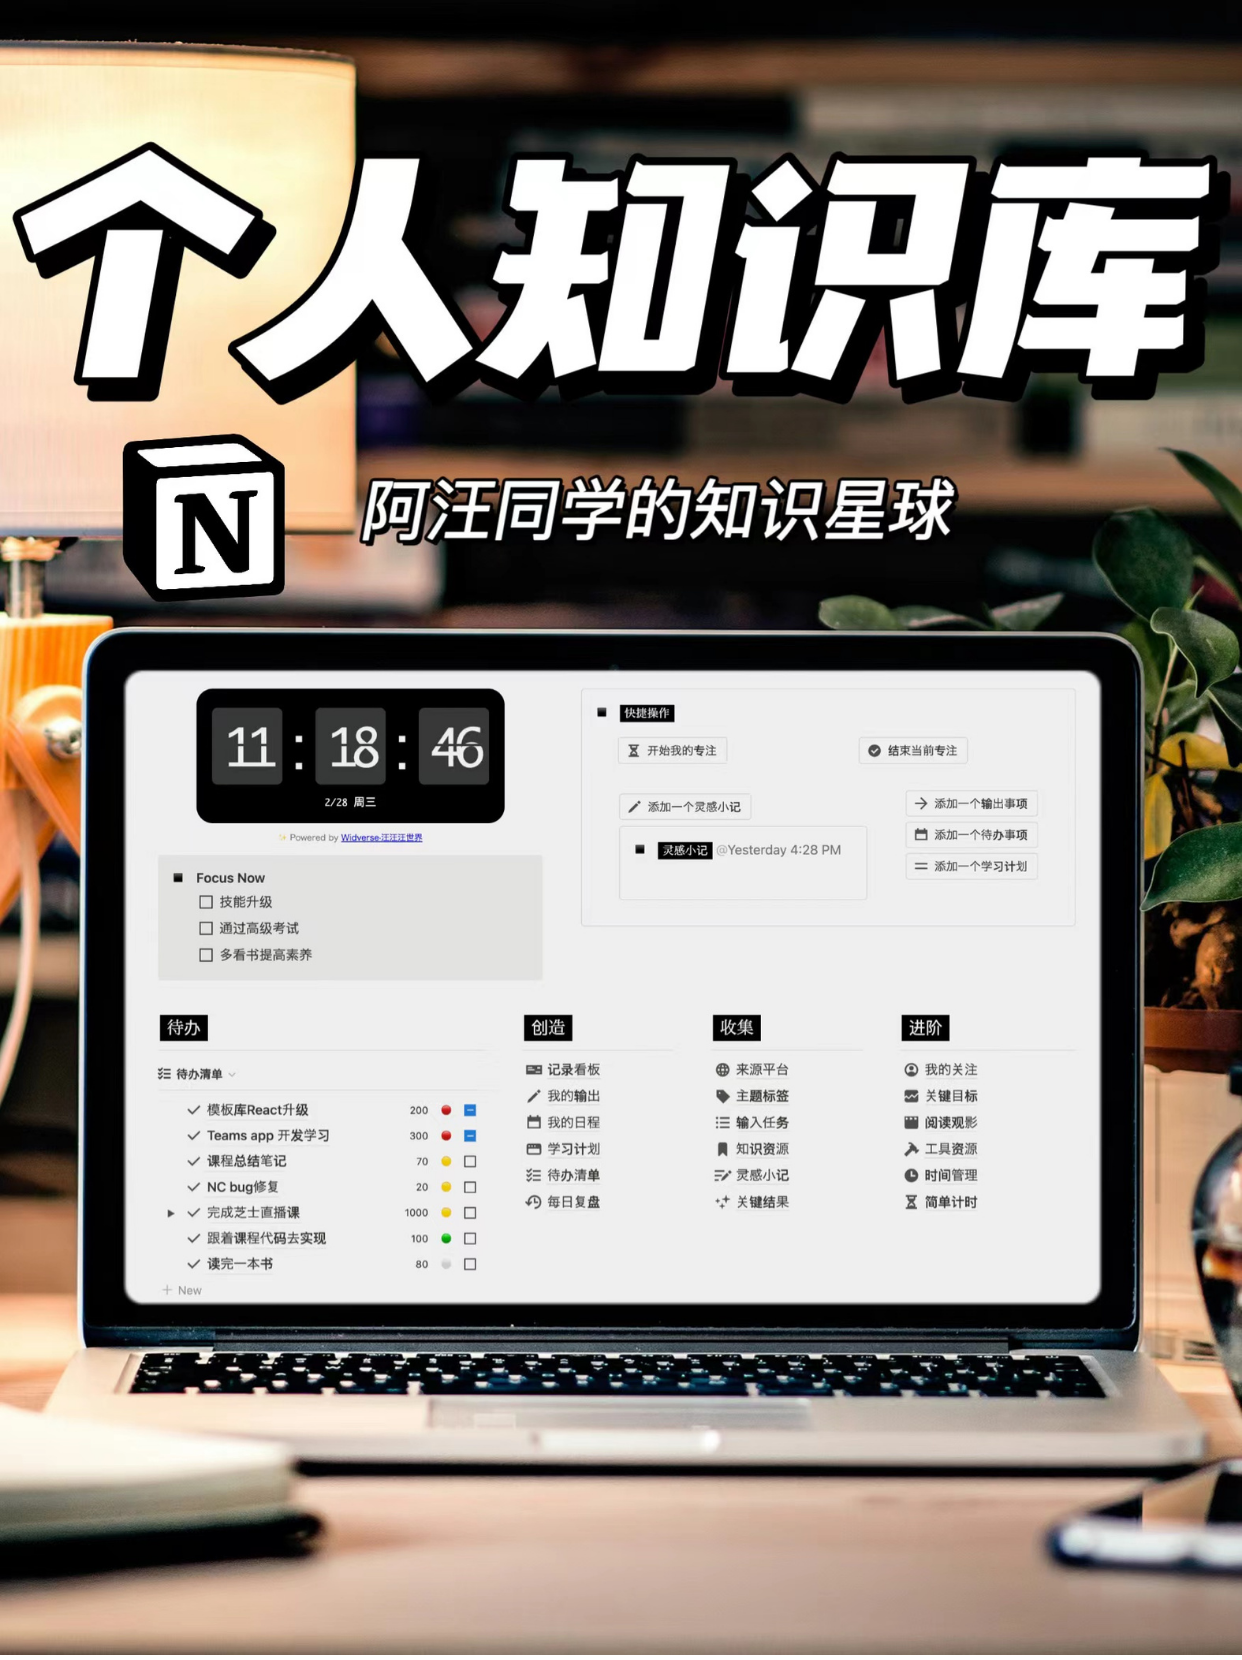 个人知识库
N
阿汪同学的知识星球
11:18:46
2/28 周三
✨ Powered by Widverse·汪汪汪世界
Focus Now
技能升级
通过高级考试
多看书提高素养
快捷操作
开始我的专注
结束当前专注
添加一个灵感小记
灵感小记 @Yesterday 4:28 PM
添加一个输出事项
添加一个待办事项
添加一个学习计划
待办
待办清单
模板库React升级 200
Teams app 开发学习 300
课程总结笔记 70
NC bug修复 20
完成芝士直播课 1000
跟着课程代码去实现 100
读完一本书 80
+ New
创造
记录看板
我的输出
我的日程
学习计划
待办清单
每日复盘
收集
来源平台
主题标签
输入任务
知识资源
灵感小记
关键结果
进阶
我的关注
关键目标
阅读观影
工具资源
时间管理
简单计时